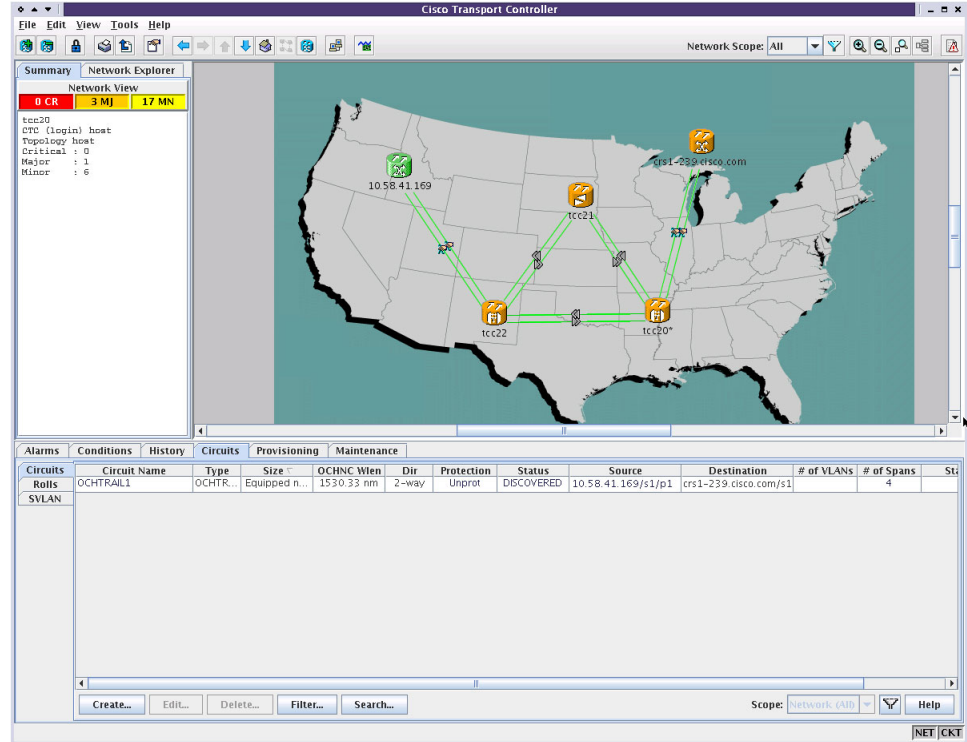 Cisco Transport Controller
File Edit View Tools Help
Network Scope: All
Summary Network Explorer
Network View
0 CR 3 MJ 17 MN
tcc20
CTC (login) host
Topology host
Critical : 0
Major : 1
Minor : 6
crs1-239.cisco.com
10.58.41.169
tcc21
tcc22
tcc20*
Alarms Conditions History Circuits Provisioning Maintenance
Circuits
Rolls
SVLAN
Circuit Name Type Size OCHNC Wlen Dir Protection Status Source Destination # of VLANs # of Spans Sta
OCHTRAIL1 OCHTR... Equipped n... 1530.33 nm 2-way Unprot DISCOVERED 10.58.41.169/s1/p1 crs1-239.cisco.com/s1 4
Create... Edit... Delete... Filter... Search... Scope: Network (All) Help
NET CKT